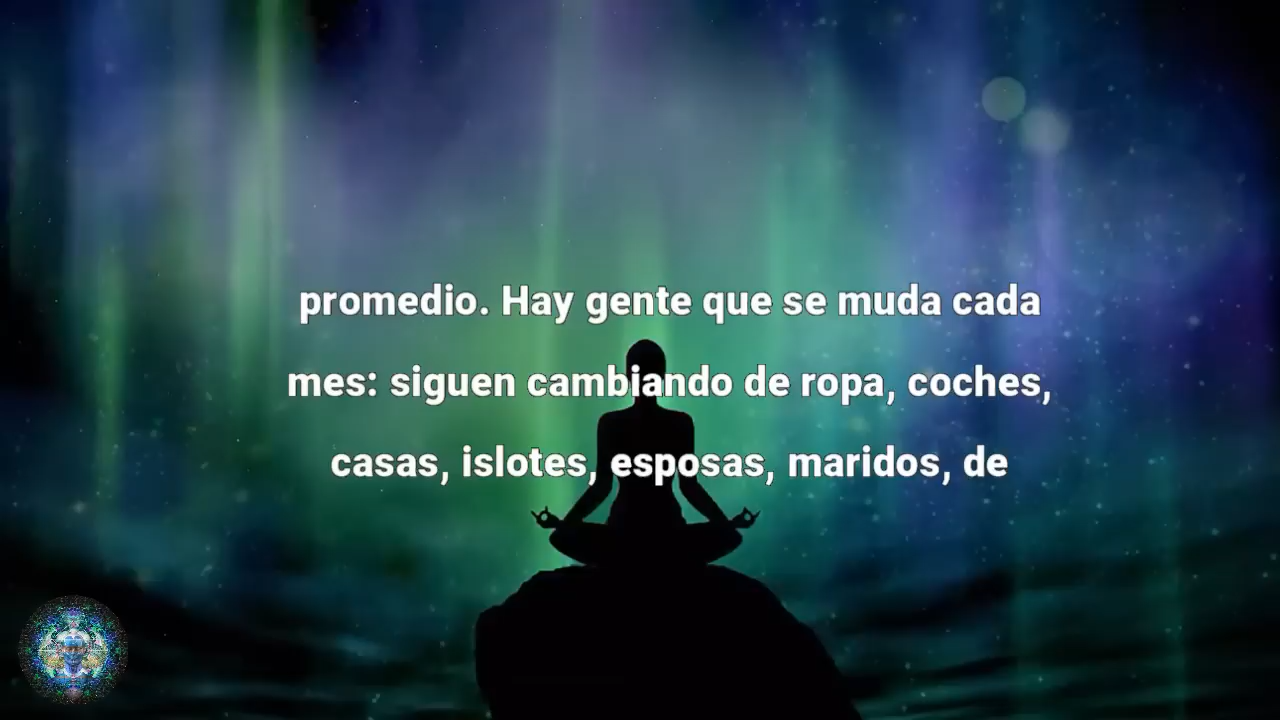 promedio. Hay gente que se muda cada
mes: siguen cambiando de ropa, coches,
casas, islotes, esposas, maridos, de